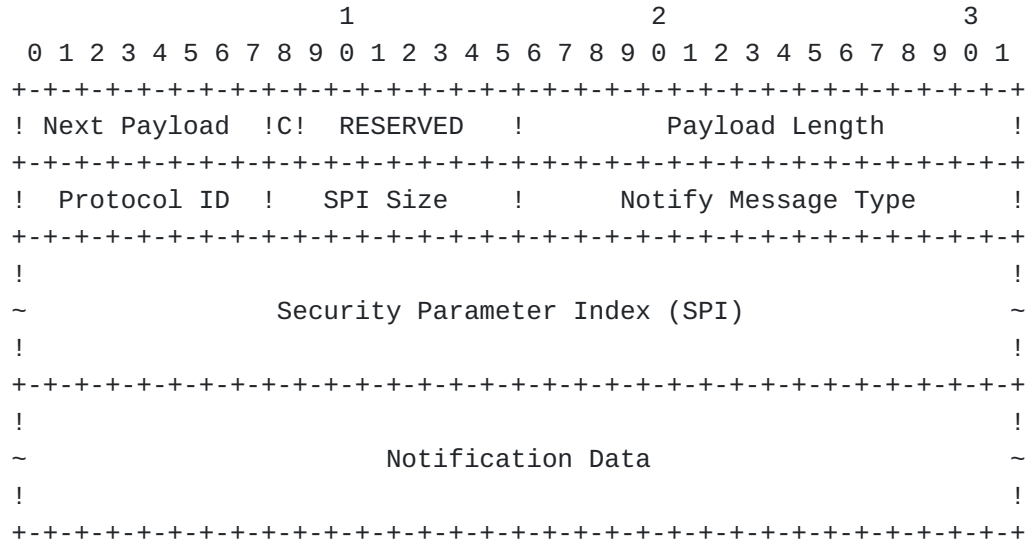 1                   2                   3
 0 1 2 3 4 5 6 7 8 9 0 1 2 3 4 5 6 7 8 9 0 1 2 3 4 5 6 7 8 9 0 1
+-+-+-+-+-+-+-+-+-+-+-+-+-+-+-+-+-+-+-+-+-+-+-+-+-+-+-+-+-+-+-+-+
! Next Payload  !C!  RESERVED   !         Payload Length        !
+-+-+-+-+-+-+-+-+-+-+-+-+-+-+-+-+-+-+-+-+-+-+-+-+-+-+-+-+-+-+-+-+
!  Protocol ID  !   SPI Size    !      Notify Message Type      !
+-+-+-+-+-+-+-+-+-+-+-+-+-+-+-+-+-+-+-+-+-+-+-+-+-+-+-+-+-+-+-+-+
!                                                               !
~                Security Parameter Index (SPI)                 ~
!                                                               !
+-+-+-+-+-+-+-+-+-+-+-+-+-+-+-+-+-+-+-+-+-+-+-+-+-+-+-+-+-+-+-+-+
!                                                               !
~                       Notification Data                       ~
!                                                               !
+-+-+-+-+-+-+-+-+-+-+-+-+-+-+-+-+-+-+-+-+-+-+-+-+-+-+-+-+-+-+-+-+